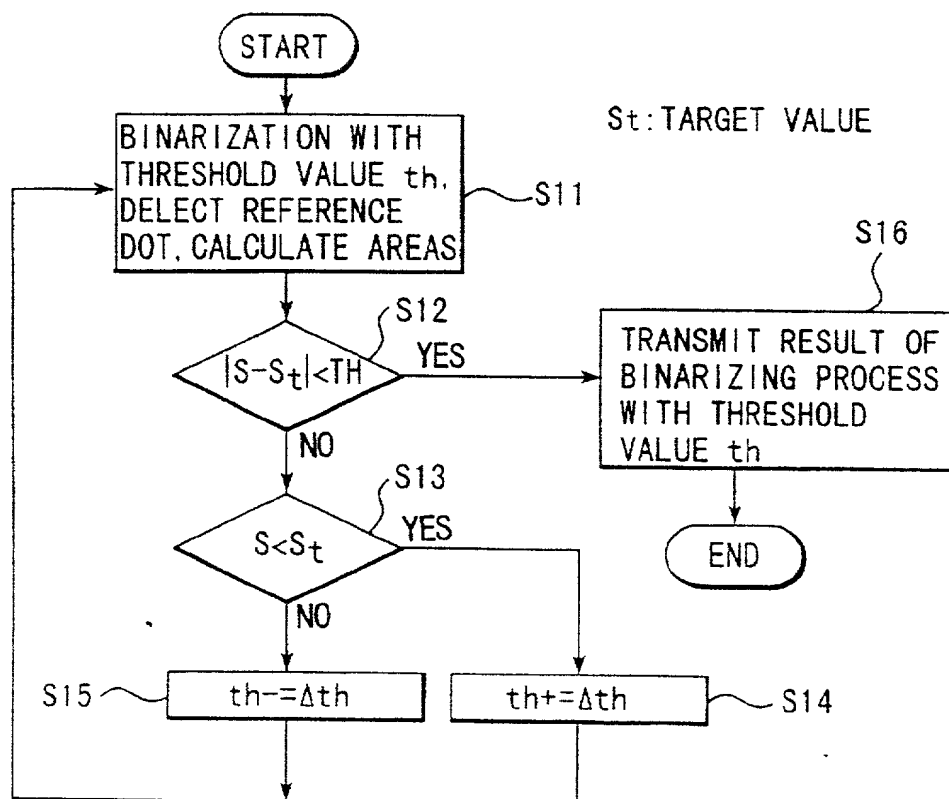 START
St:TARGET VALUE
BINARIZATION WITH
THRESHOLD VALUE th.
DELECT REFERENCE
DOT, CALCULATE AREAS
S11
S12
|S-St|<TH
YES
NO
S16
TRANSMIT RESULT OF
BINARIZING PROCESS
WITH THRESHOLD
VALUE th
END
S13
S<St
YES
NO
S15
th-=Δth
th+=Δth
S14